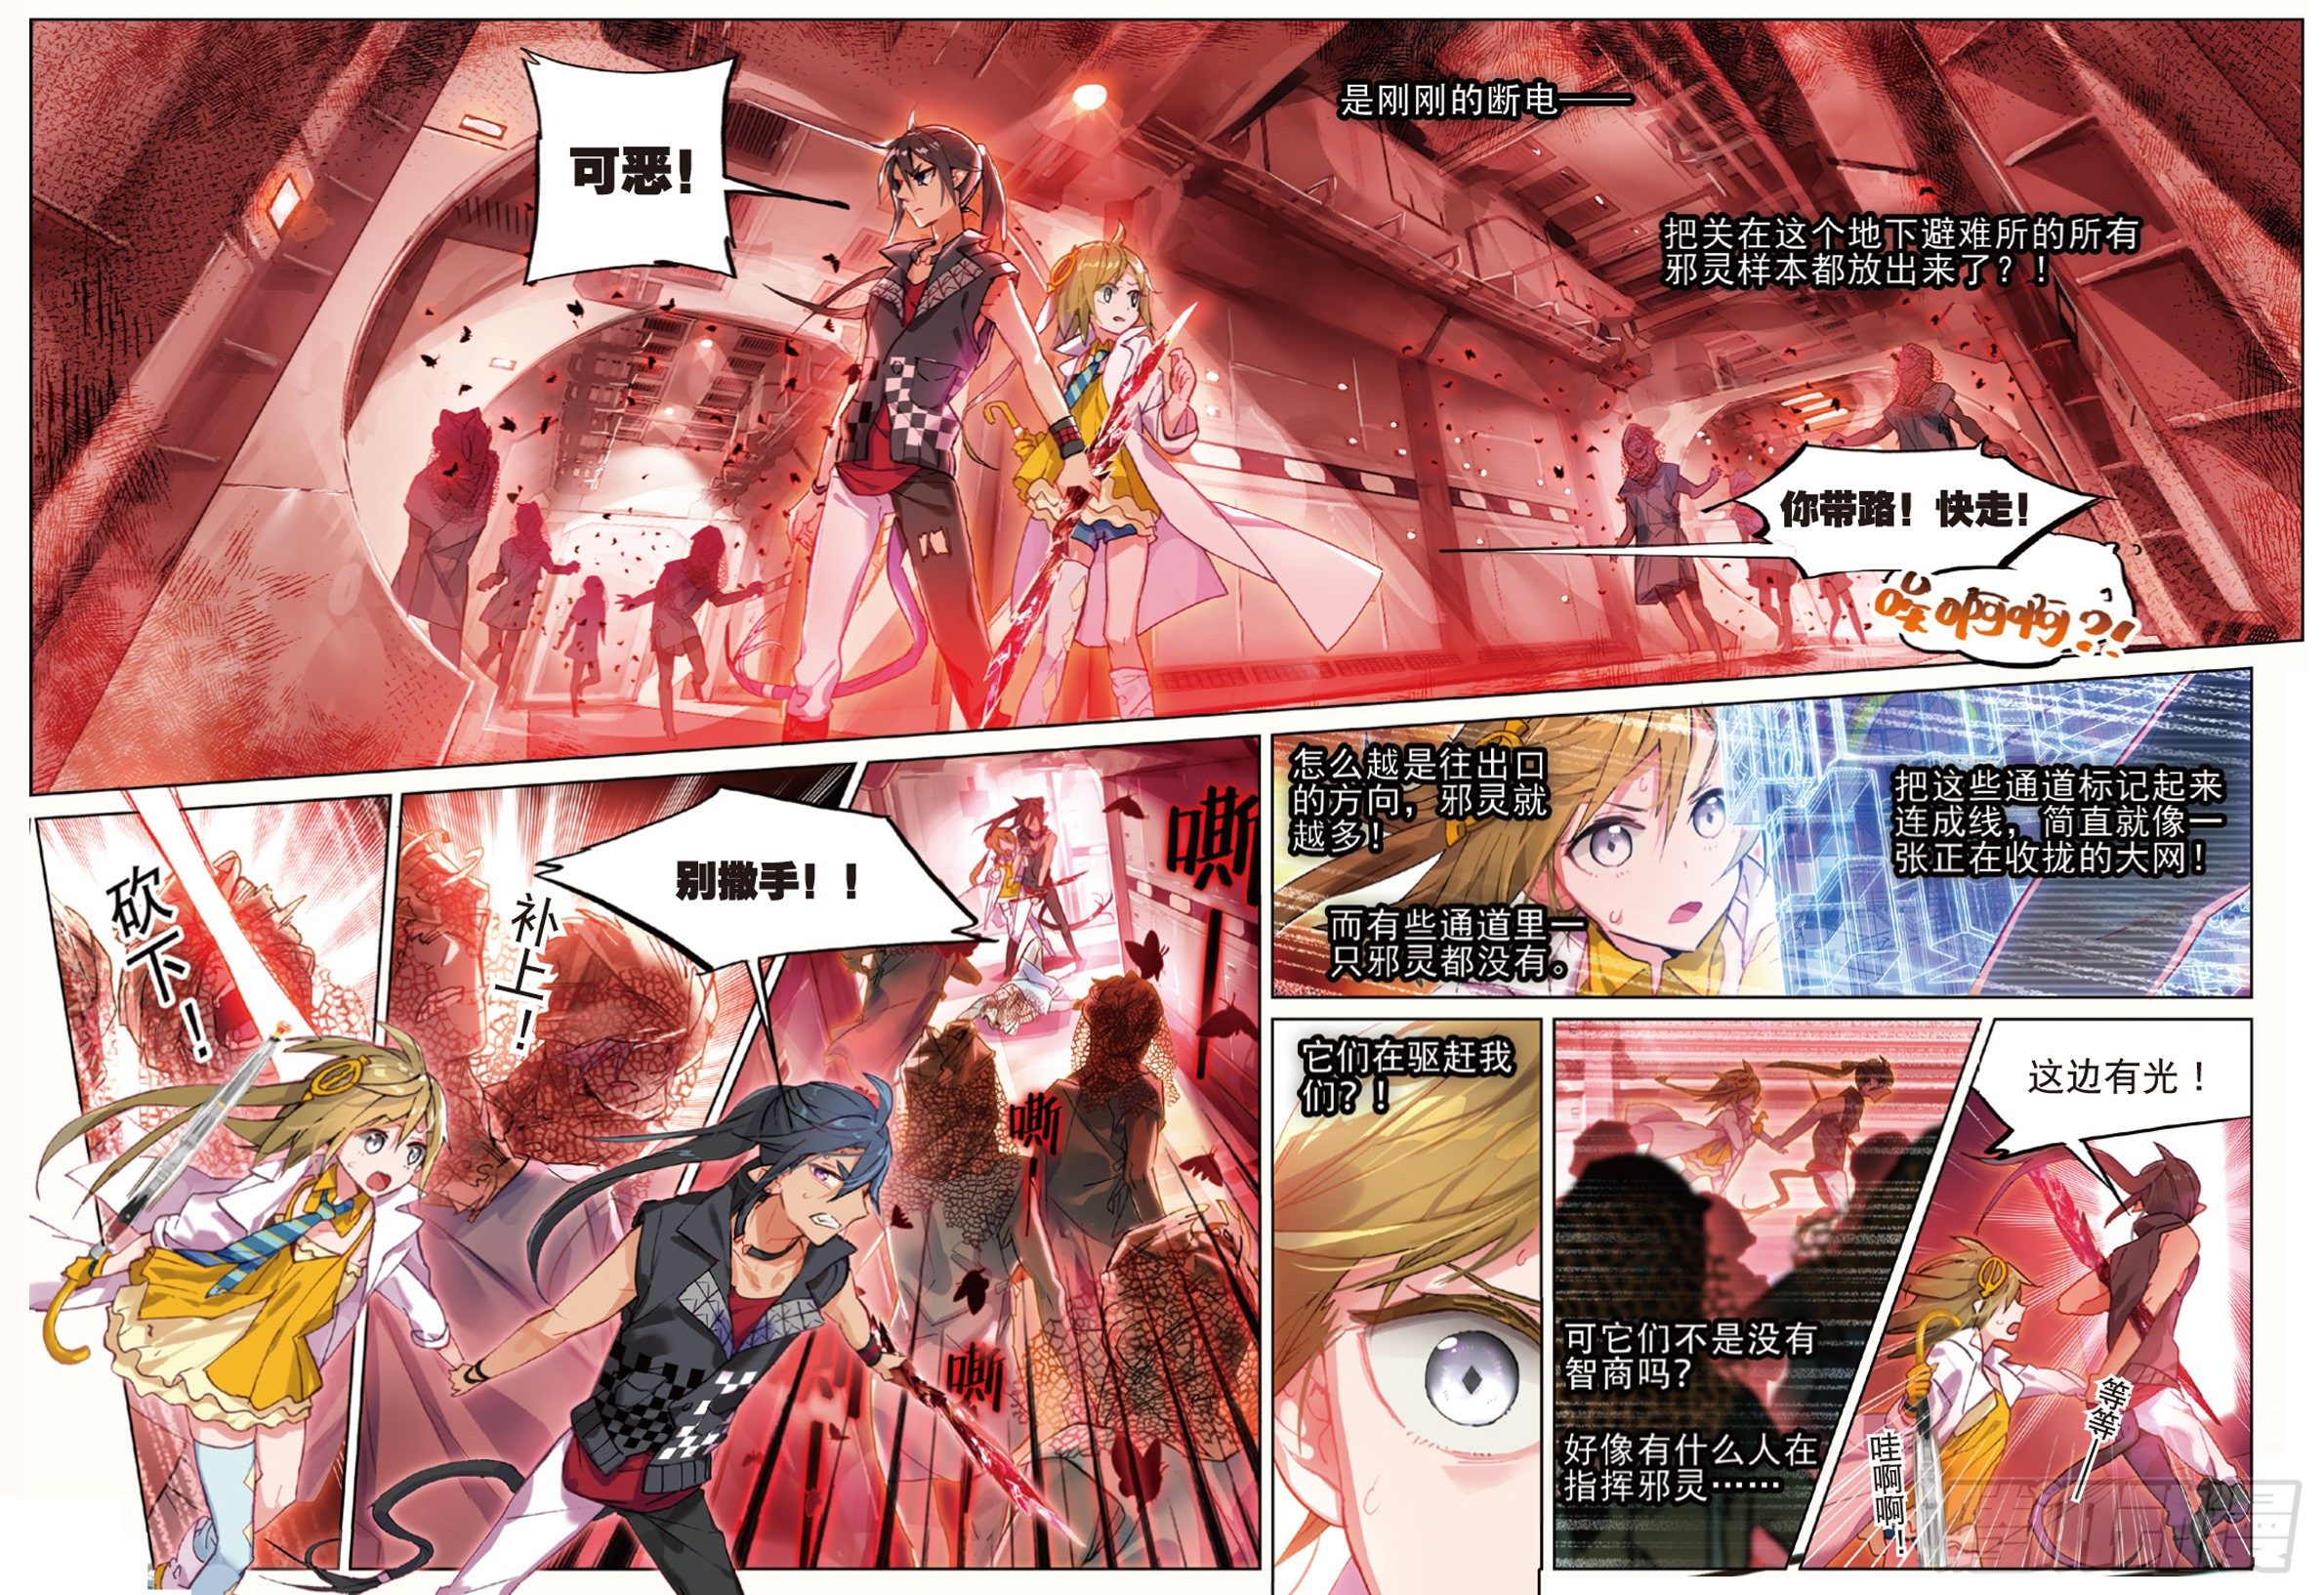 可恶！
是刚刚的断电——
把关在这个地下避难所的所有
邪灵样本都放出来了？！
你带路！快走！
哇啊啊？！
砍下！
补上！
别撒手！！
嘶！
嘶！
嘶！
怎么越是往出口
的方向，邪灵就
越多！
而有些通道里一
只邪灵都没有。
把这些通道标记起来
连成线，简直就像一
张正在收拢的大网！
它们在驱赶我
们？！
可它们不是没有
智商吗？
好像有什么人在
指挥邪灵……
这边有光！
等等——
哇啊啊！